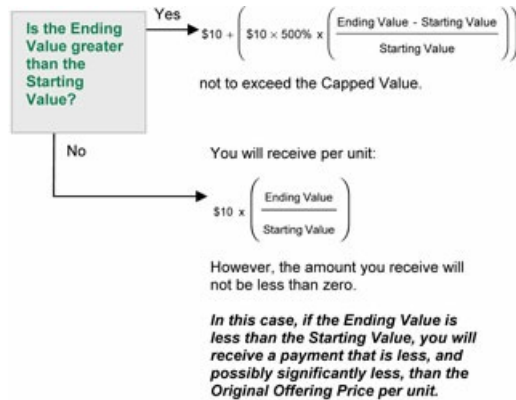 Is the Ending
Value greater
than the
Starting
Value?
Yes
$10 + ( $10 × 500% x ( Ending Value - Starting Value
Starting Value ) )
not to exceed the Capped Value.
No
You will receive per unit:
$10 x ( Ending Value
Starting Value )
However, the amount you receive will
not be less than zero.
In this case, if the Ending Value is
less than the Starting Value, you will
receive a payment that is less, and
possibly significantly less, than the
Original Offering Price per unit.